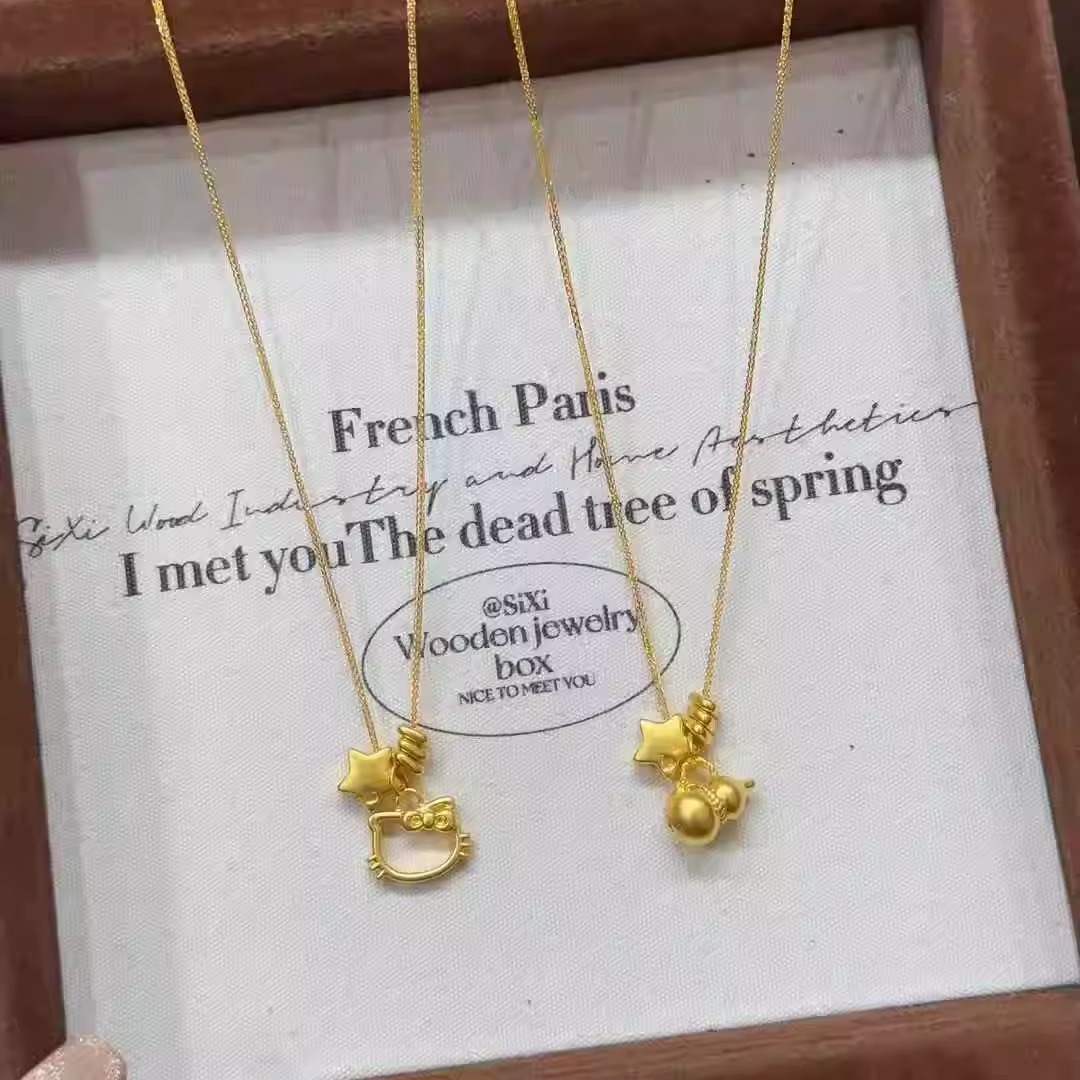 French Paris
SiXi Wood Industry and Home Aesthetics
I met youThe dead tree of spring
@SiXi
Wooden jewelry
box
NICE TO MEET YOU